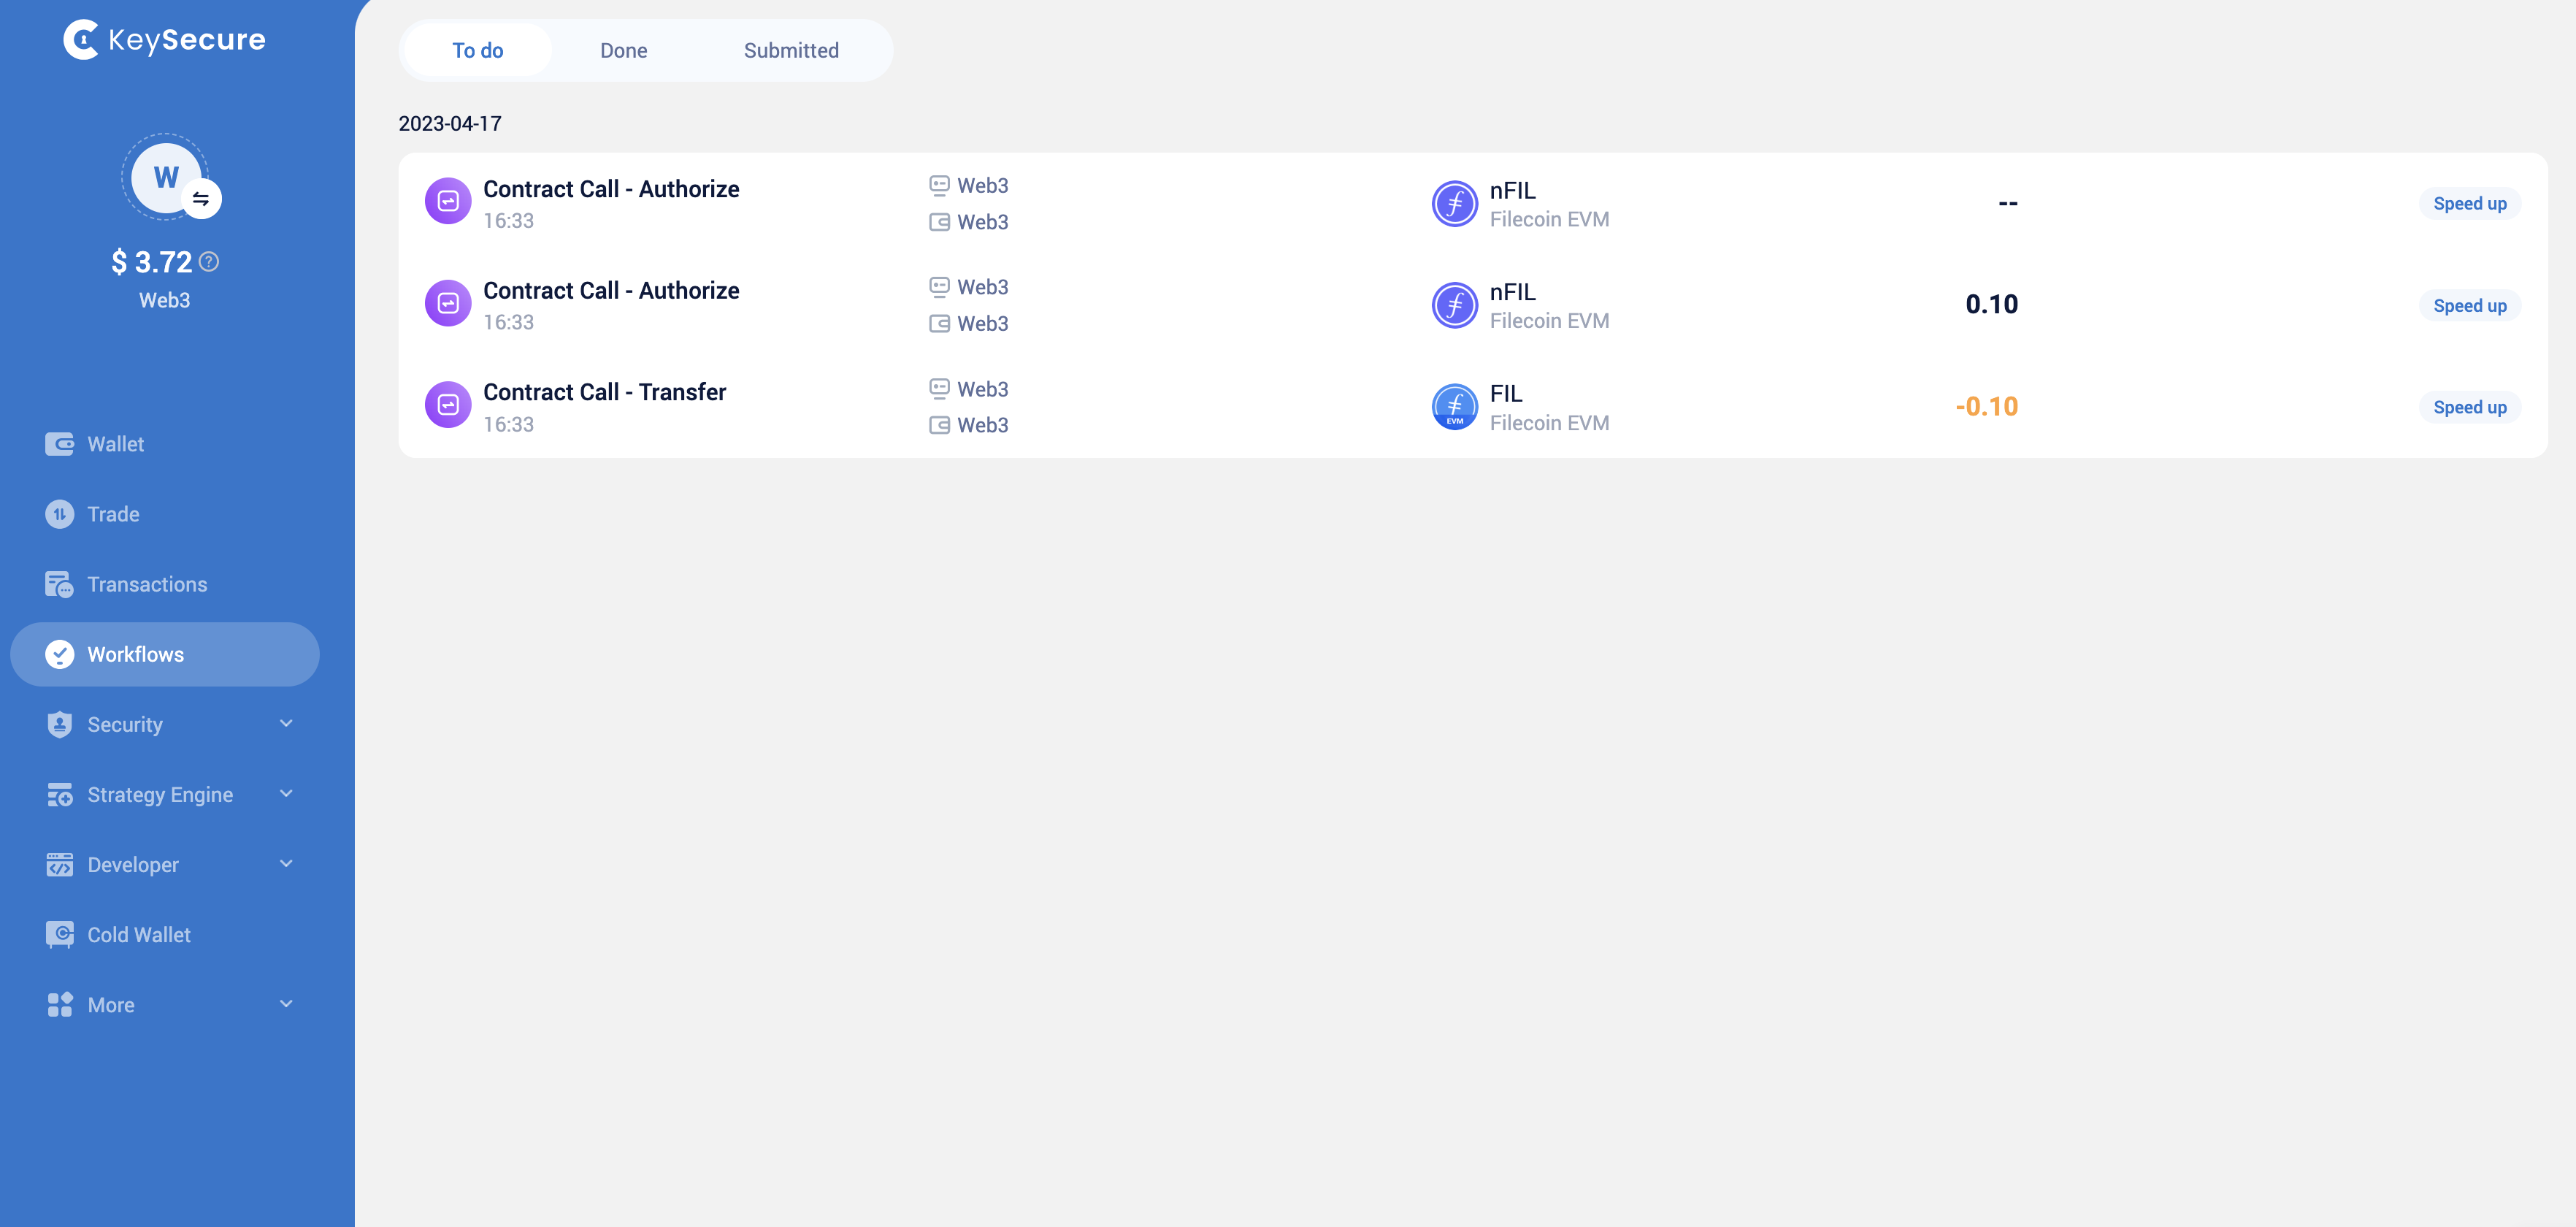 KeySecure
W
$ 3.72 ?
Web3
Wallet
Trade
Transactions
Workflows
Security
Strategy Engine
Developer
Cold Wallet
More
To do Done Submitted
2023-04-17
Contract Call - Authorize
16:33
Web3
Web3
nFIL
Filecoin EVM
--
Speed up
Contract Call - Authorize
16:33
Web3
Web3
nFIL
Filecoin EVM
0.10
Speed up
Contract Call - Transfer
16:33
Web3
Web3
EVM
FIL
Filecoin EVM
-0.10
Speed up